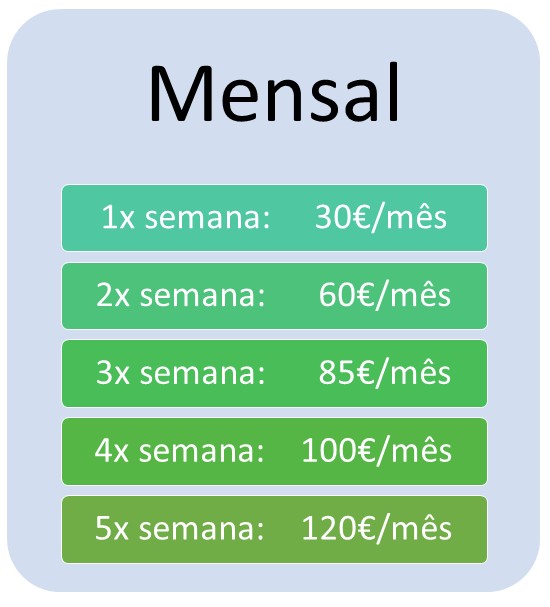 Mensal
1x semana: 30€/mês
2x semana: 60€/mês
3x semana: 85€/mês
4x semana: 100€/mês
5x semana: 120€/mês